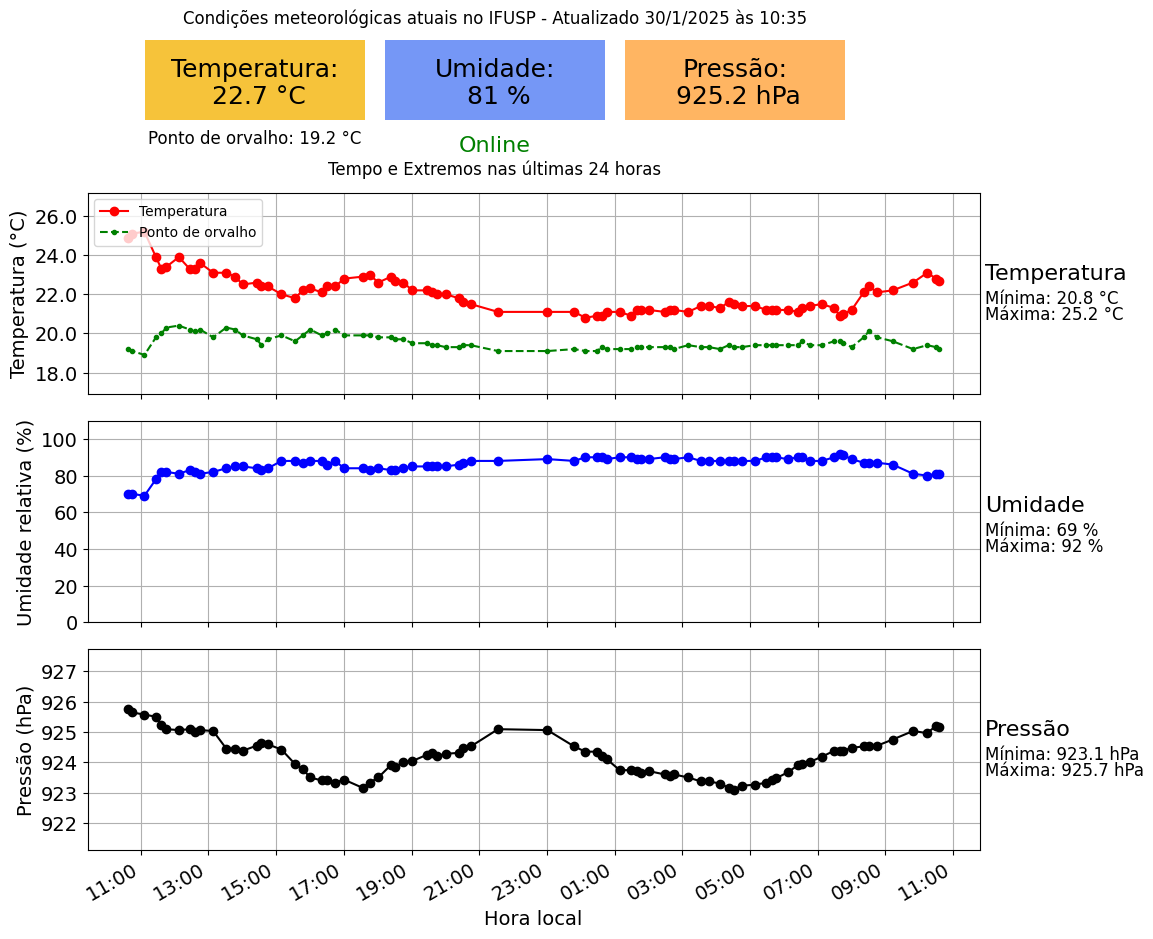 Condições meteorológicas atuais no IFUSP - Atualizado 30/1/2025 às 10:35
Temperatura:
22.7 °C
Umidade:
81 %
Pressão:
925.2 hPa
Ponto de orvalho: 19.2 °C
Online
Tempo e Extremos nas últimas 24 horas
Temperatura (°C)
26.0
24.0
22.0
20.0
18.0
Temperatura
Ponto de orvalho
Temperatura
Mínima: 20.8 °C
Máxima: 25.2 °C
Umidade relativa (%)
100
80
60
40
20
0
Umidade
Mínima: 69 %
Máxima: 92 %
Pressão (hPa)
927
926
925
924
923
922
Pressão
Mínima: 923.1 hPa
Máxima: 925.7 hPa
11:00 13:00 15:00 17:00 19:00 21:00 23:00 01:00 03:00 05:00 07:00 09:00 11:00
Hora local